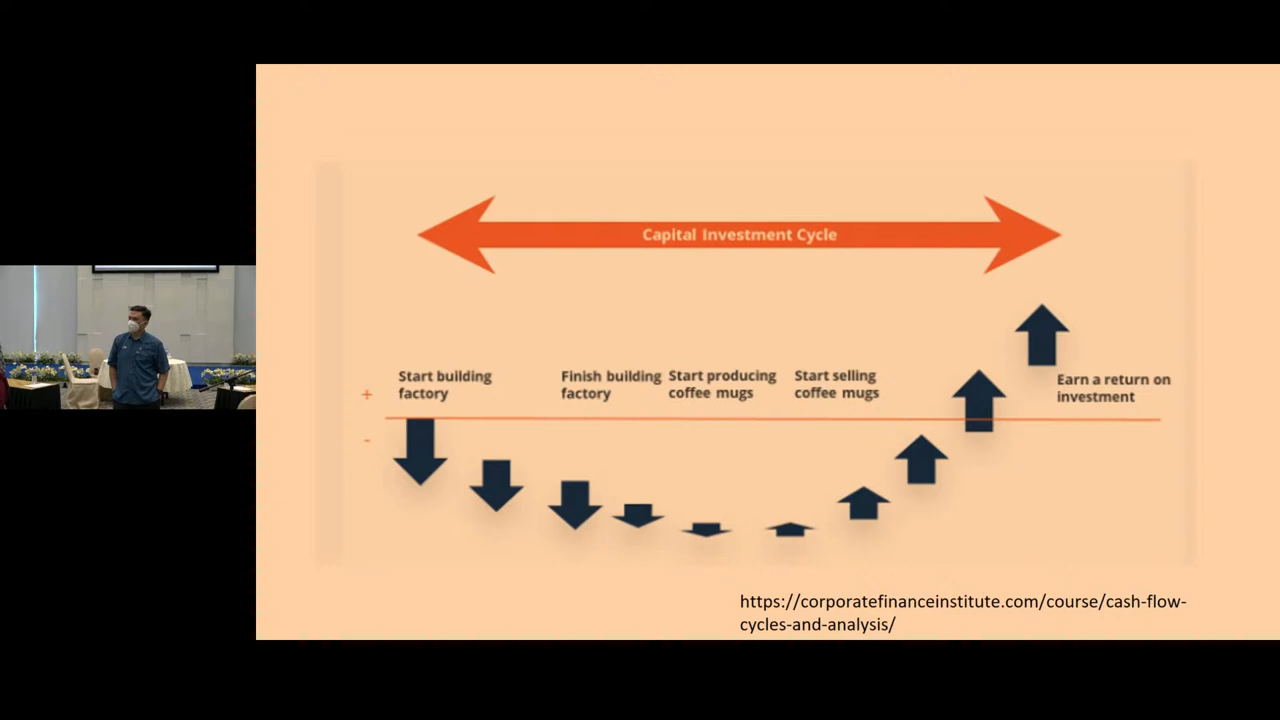 Capital Investment Cycle
Start building
factory
Finish building
factory
Start producing
coffee mugs
Start selling
coffee mugs
Earn a return on
investment
+
-
https://corporatefinanceinstitute.com/course/cash-flow-
cycles-and-analysis/